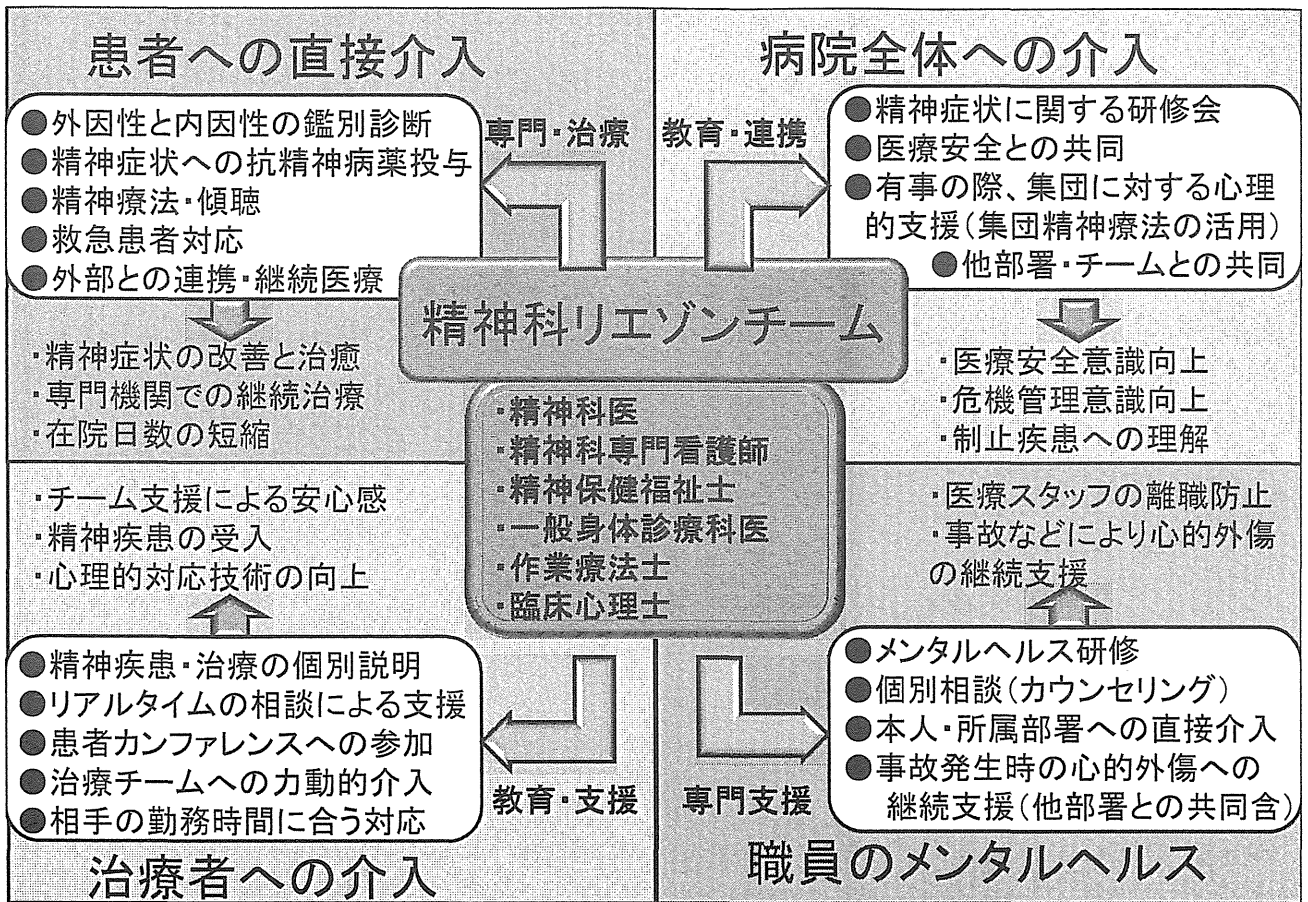 患者への直接介入
●外因性と内因性の鑑別診断
●精神症状への抗精神病薬投与
●精神療法・傾聴
●救急患者対応
●外部との連携・継続医療
専門・治療
・精神症状の改善と治癒
・専門機関での継続治療
・在院日数の短縮
病院全体への介入
教育・連携
●精神症状に関する研修会
●医療安全との共同
●有事の際、集団に対する心理
的支援(集団精神療法の活用)
●他部署・チームとの共同
・医療安全意識向上
・危機管理意識向上
・制止疾患への理解
精神科リエゾンチーム
・精神科医
・精神科専門看護師
・精神保健福祉士
・一般身体診療科医
・作業療法士
・臨床心理士
・チーム支援による安心感
・精神疾患の受入
・心理的対応技術の向上
●精神疾患・治療の個別説明
●リアルタイムの相談による支援
●患者カンファレンスへの参加
●治療チームへの力動的介入
●相手の勤務時間に合う対応
教育・支援
治療者への介入
・医療スタッフの離職防止
・事故などにより心的外傷
の継続支援
●メンタルヘルス研修
●個別相談(カウンセリング)
●本人・所属部署への直接介入
●事故発生時の心的外傷への
継続支援(他部署との共同含)
専門支援
職員のメンタルヘルス